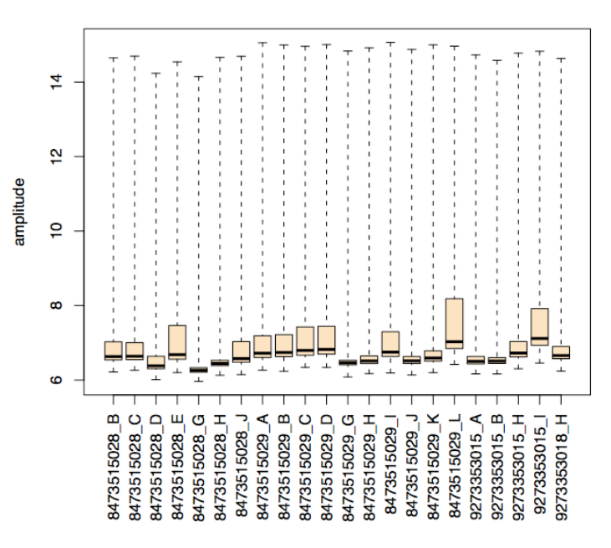 amplitude
14
12
10
8
6
8473515028_B
8473515028_C
8473515028_D
8473515028_E
8473515028_G
8473515028_H
8473515028_J
8473515029_A
8473515029_B
8473515029_C
8473515029_D
8473515029_G
8473515029_H
8473515029_I
8473515029_J
8473515029_K
8473515029_L
9273353015_A
9273353015_B
9273353015_H
9273353015_I
9273353018_H